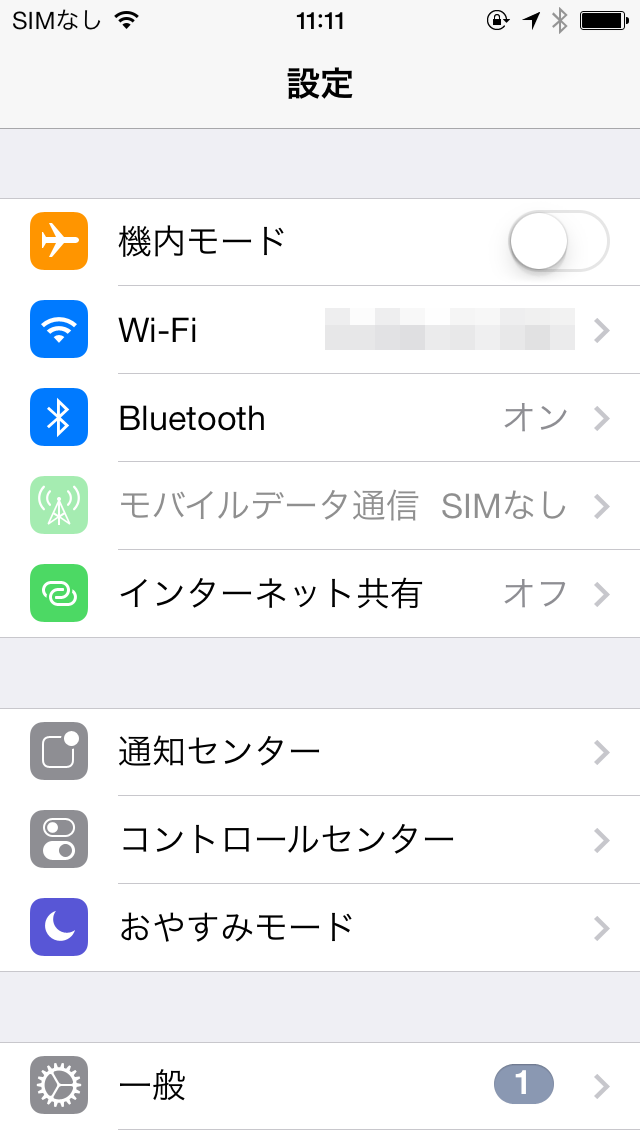 SIMなし 11:11
設定
機内モード
Wi-Fi
Bluetooth オン
モバイルデータ通信 SIMなし
インターネット共有 オフ
通知センター
コントロールセンター
おやすみモード
一般 1